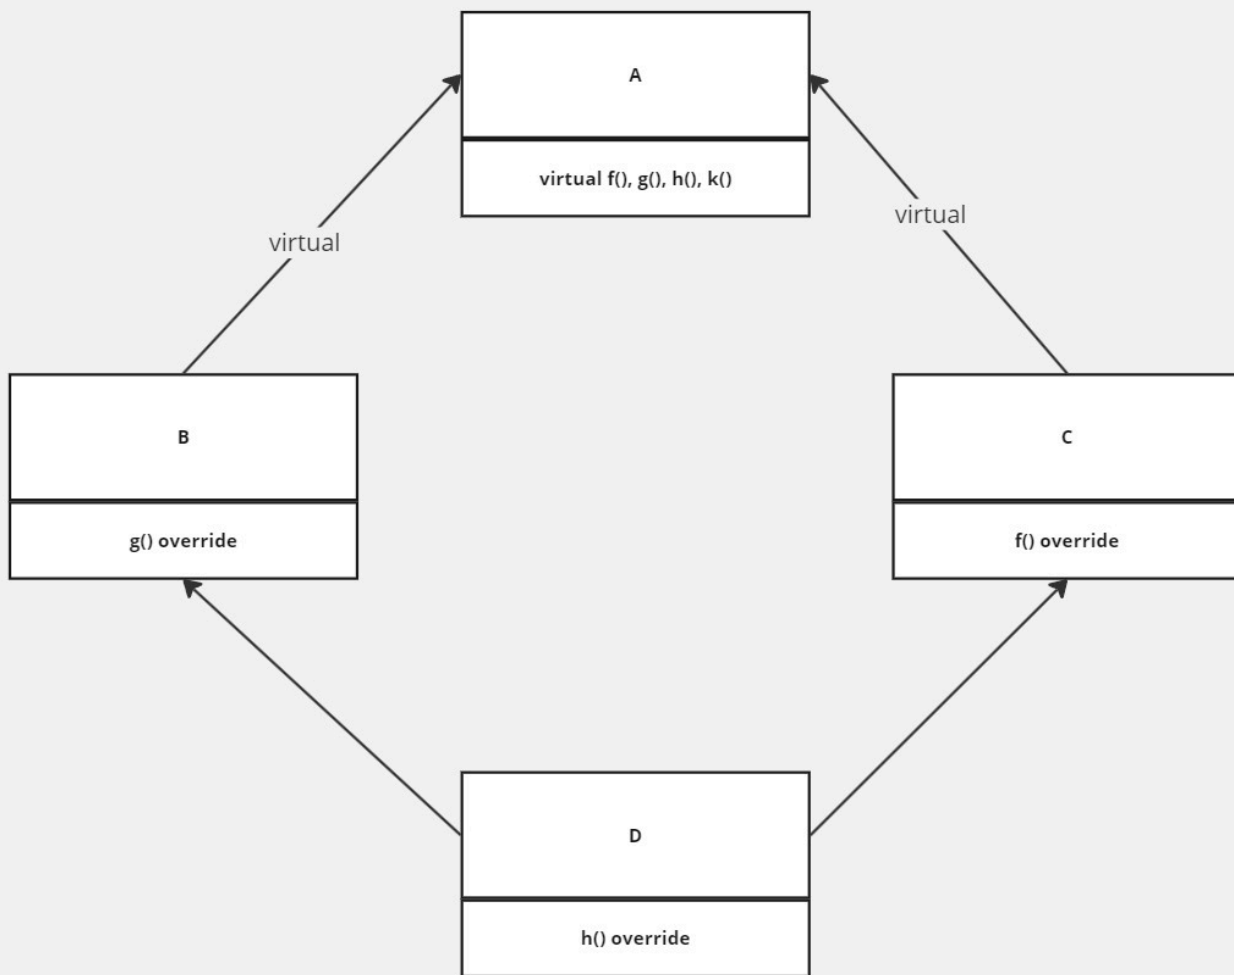 A
virtual f(), g(), h(), k()
virtual
virtual
B
C
g() override
f() override
D
h() override